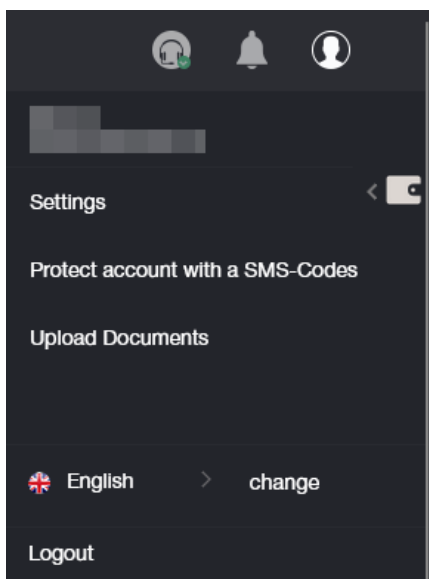 Settings
Protect account with a SMS-Codes
Upload Documents
English change
Logout